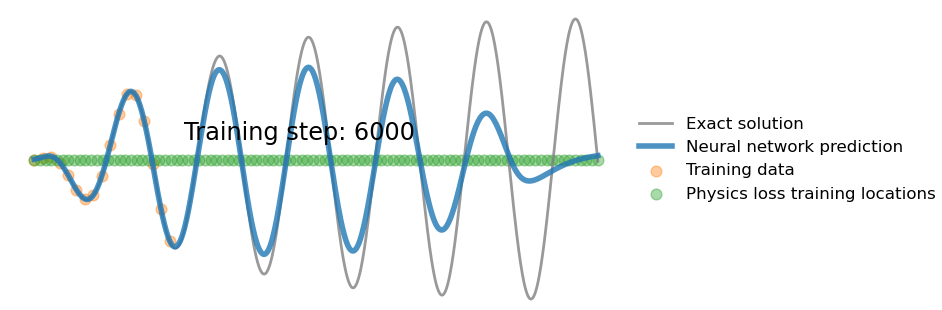 Training step: 6000
Exact solution
Neural network prediction
Training data
Physics loss training locations